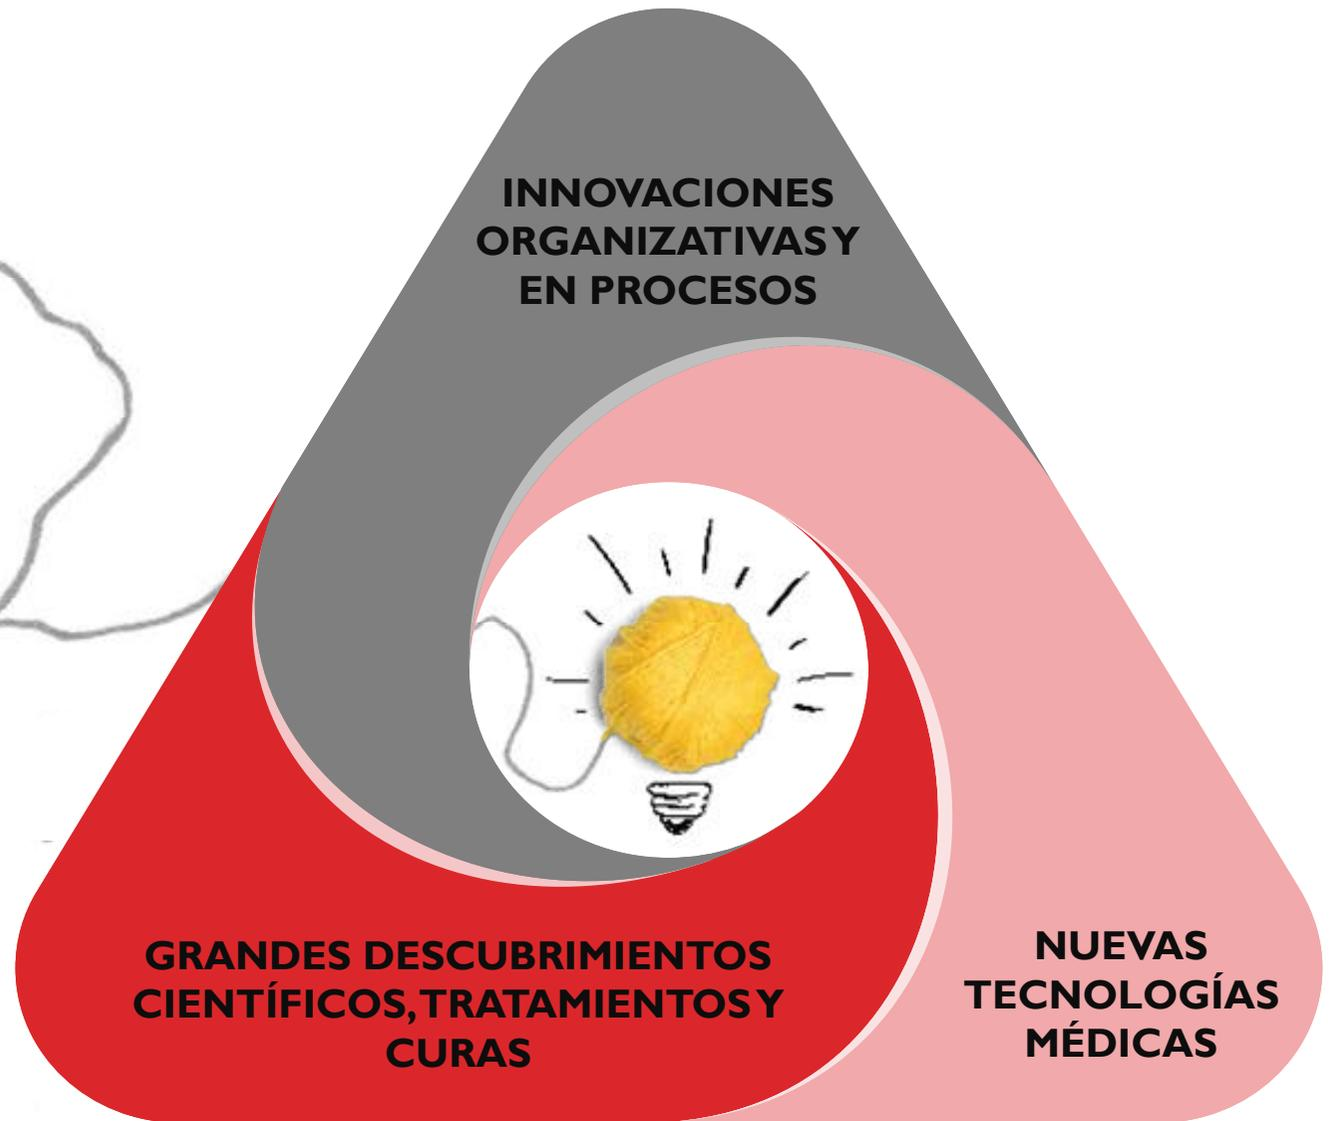 INNOVACIONES
ORGANIZATIVAS Y
EN PROCESOS
GRANDES DESCUBRIMIENTOS
CIENTÍFICOS, TRATAMIENTOS Y
CURAS
NUEVAS
TECNOLOGÍAS
MÉDICAS